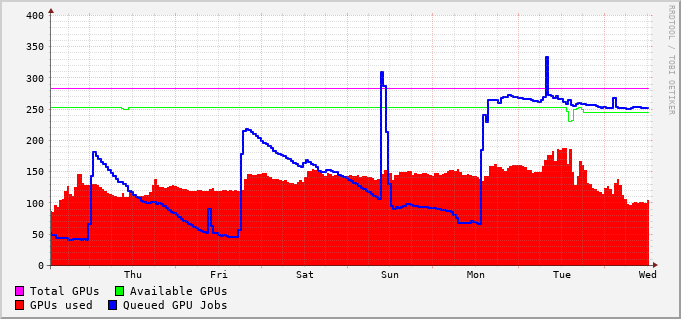 400
350
300
250
200
150
100
50
0
Thu Fri Sat Sun Mon Tue Wed
Total GPUs Available GPUs
GPUs used Queued GPU Jobs
RRDTOOL / TOBI OETIKER